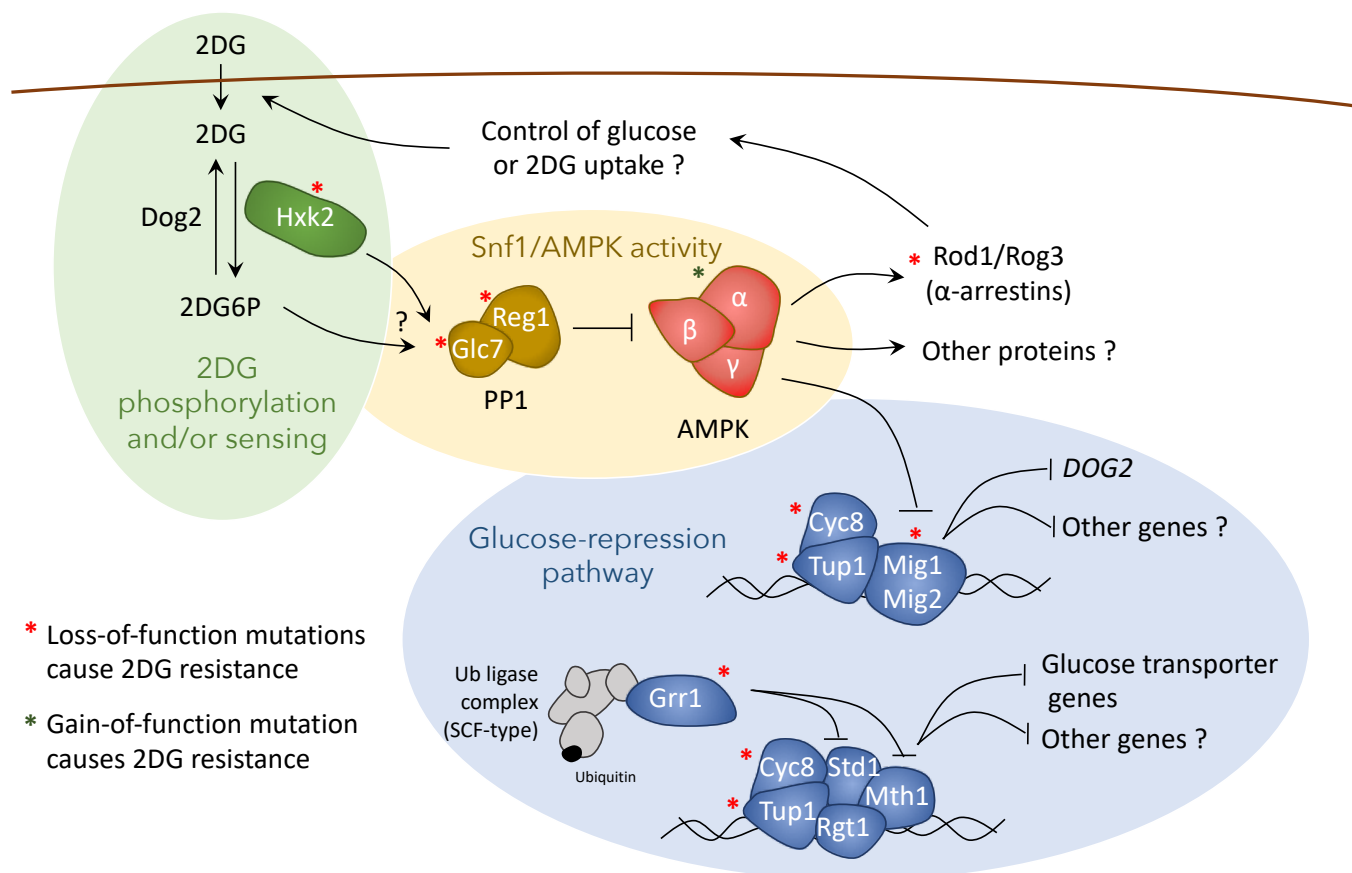 2DG
2DG
Control of glucose
or 2DG uptake ?
*
Hxk2
Dog2
Snf1/AMPK activity
* Rod1/Rog3
(α-arrestins)
2DG6P
?
*
Reg1
*
Glc7
PP1
*
α
β
γ
AMPK
Other proteins ?
2DG
phosphorylation
and/or sensing
Glucose-repression
pathway
*
Cyc8
*
Tup1
*
Mig1
Mig2
DOG2
Other genes ?
* Loss-of-function mutations
cause 2DG resistance
* Gain-of-function mutation
causes 2DG resistance
Ub ligase
complex
(SCF-type)
Ubiquitin
*
Grr1
Glucose transporter
genes
Other genes ?
*
Cyc8
Std1
Mth1
*
Tup1
Rgt1